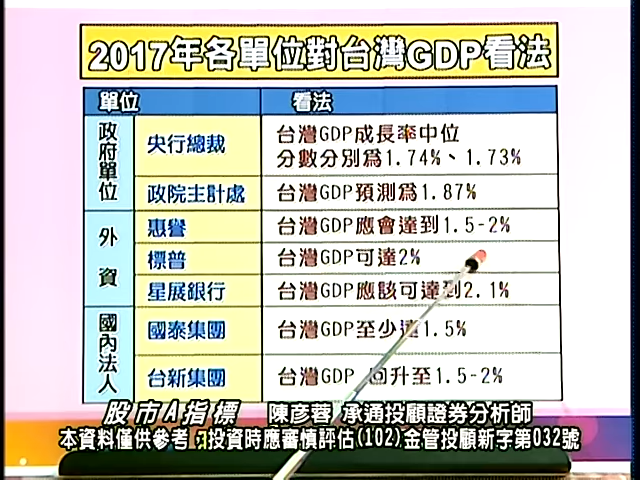 2017年各單位對台灣GDP看法
單位 看法
政府單位
央行總裁 台灣GDP成長率中位
分數分別為1.74%、1.73%
政院主計處 台灣GDP預測為1.87%
外資
惠譽 台灣GDP應會達到1.5-2%
標普 台灣GDP可達2%
星展銀行 台灣GDP應該可達到2.1%
國內法人
國泰集團 台灣GDP至少達1.5%
台新集團 台灣GDP 回升至1.5-2%
股市A指標 陳彥蓉 承通投顧證券分析師
本資料僅供參考 投資時應審慎評估(102)金管投顧新字第032號